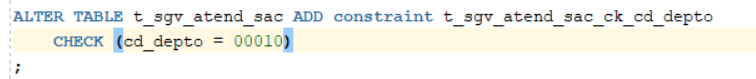 ALTER TABLE t_sgv_atend_sac ADD constraint t_sgv_atend_sac_ck_cd_depto
CHECK (cd_depto = 00010)
;